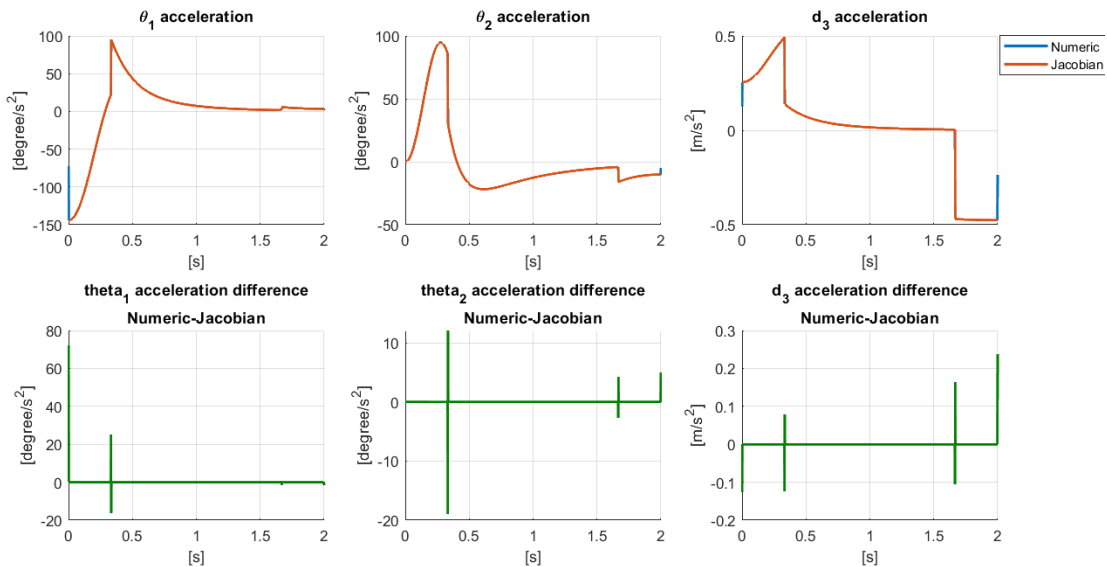 θ1 acceleration
100
50
0
-50
-100
-150
[degree/s2]
0 0.5 1 1.5 2
[s]
θ2 acceleration
100
50
0
-50
[degree/s2]
0 0.5 1 1.5 2
[s]
d3 acceleration
0.5
0
-0.5
[m/s2]
0 0.5 1 1.5 2
[s]
Numeric
Jacobian
theta1 acceleration difference
Numeric-Jacobian
80
60
40
20
0
-20
[degree/s2]
0 0.5 1 1.5 2
[s]
theta2 acceleration difference
Numeric-Jacobian
10
0
-10
-20
[degree/s2]
0 0.5 1 1.5 2
[s]
d3 acceleration difference
Numeric-Jacobian
0.3
0.2
0.1
0
-0.1
-0.2
[m/s2]
0 0.5 1 1.5 2
[s]